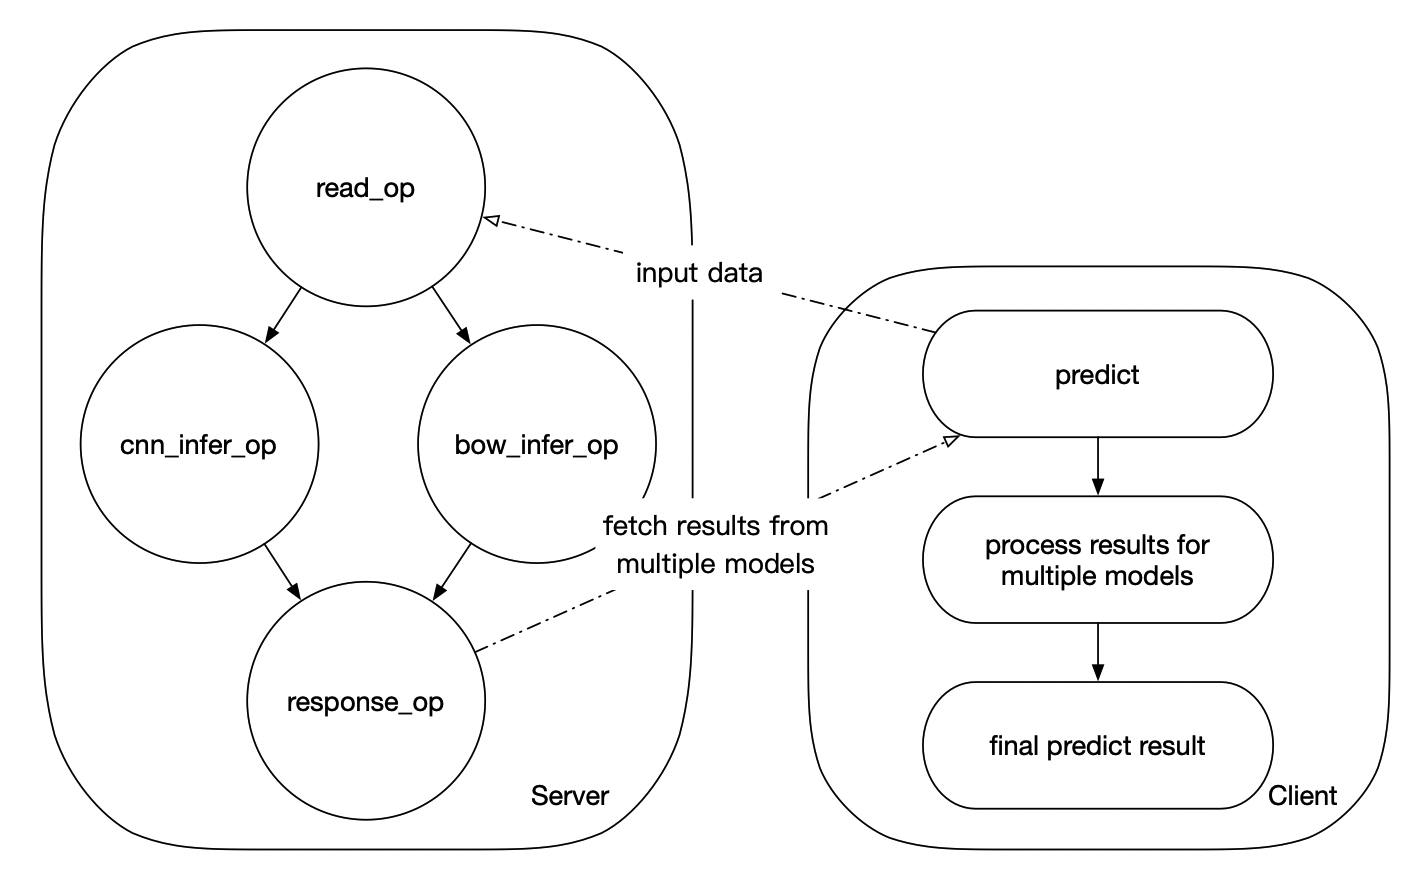 read_op
input data
predict
cnn_infer_op
bow_infer_op
fetch results from
multiple models
process results for
multiple models
response_op
final predict result
Server
Client